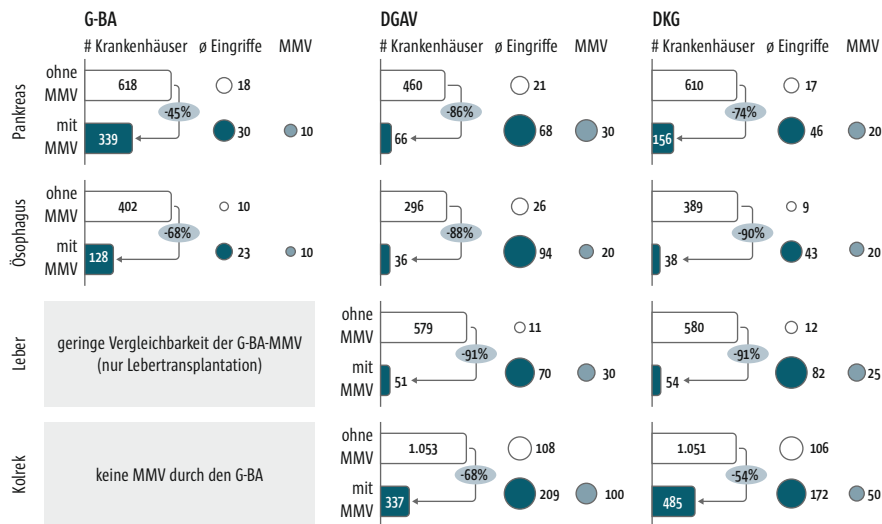 G-BA DGAV DKG
# Krankenhäuser ø Eingriffe MMV # Krankenhäuser ø Eingriffe MMV # Krankenhäuser ø Eingriffe MMV
Pankreas
ohne MMV 618 18 460 21 610 17
-45% -86% -74%
mit MMV 339 30 10 66 68 30 156 46 20
Ösophagus
ohne MMV 402 10 296 26 389 9
-68% -88% -90%
mit MMV 128 23 10 36 94 20 38 43 20
Leber
geringe Vergleichbarkeit der G-BA-MMV
(nur Lebertransplantation)
ohne MMV 579 11 580 12
-91% -91%
mit MMV 51 70 30 54 82 25
Kolrek
keine MMV durch den G-BA
ohne MMV 1.053 108 1.051 106
-68% -54%
mit MMV 337 209 100 485 172 50